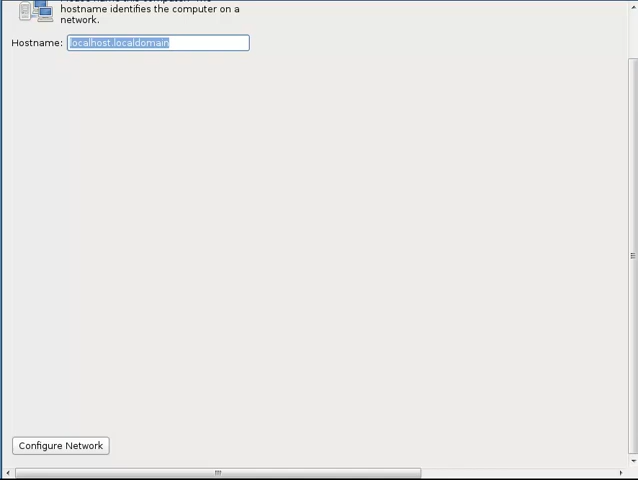 hostname identifies the computer on a
network.
Hostname: localhost.localdomain
Configure Network